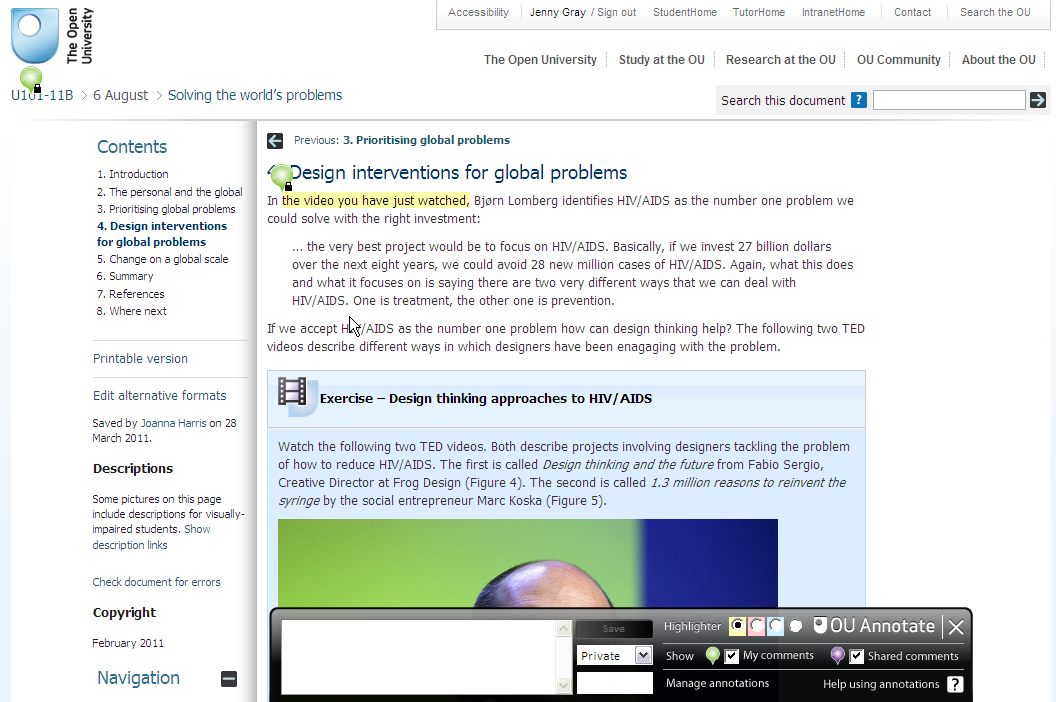 The Open
University
Accessibility Jenny Gray / Sign out StudentHome TutorHome IntranetHome Contact Search the OU
The Open University Study at the OU Research at the OU OU Community About the OU
U101-11B > 6 August > Solving the world's problems
Search this document ?
Contents
1. Introduction
2. The personal and the global
3. Prioritising global problems
4. Design interventions
for global problems
5. Change on a global scale
6. Summary
7. References
8. Where next
Printable version
Edit alternative formats
Saved by Joanna Harris on 28
March 2011.
Descriptions
Some pictures on this page
include descriptions for visually-
impaired students. Show
description links
Check document for errors
Copyright
February 2011
Navigation
Previous: 3. Prioritising global problems
Design interventions for global problems
In the video you have just watched, Bjørn Lomberg identifies HIV/AIDS as the number one problem we
could solve with the right investment:
... the very best project would be to focus on HIV/AIDS. Basically, if we invest 27 billion dollars
over the next eight years, we could avoid 28 new million cases of HIV/AIDS. Again, what this does
and what it focuses on is saying there are two very different ways that we can deal with
HIV/AIDS. One is treatment, the other one is prevention.
If we accept HIV/AIDS as the number one problem how can design thinking help? The following two TED
videos describe different ways in which designers have been enagaging with the problem.
Exercise – Design thinking approaches to HIV/AIDS
Watch the following two TED videos. Both describe projects involving designers tackling the problem
of how to reduce HIV/AIDS. The first is called Design thinking and the future from Fabio Sergio,
Creative Director at Frog Design (Figure 4). The second is called 1.3 million reasons to reinvent the
syringe by the social entrepreneur Marc Koska (Figure 5).
Save
Private
Highlighter
OU Annotate
Show My comments Shared comments
Manage annotations Help using annotations ?